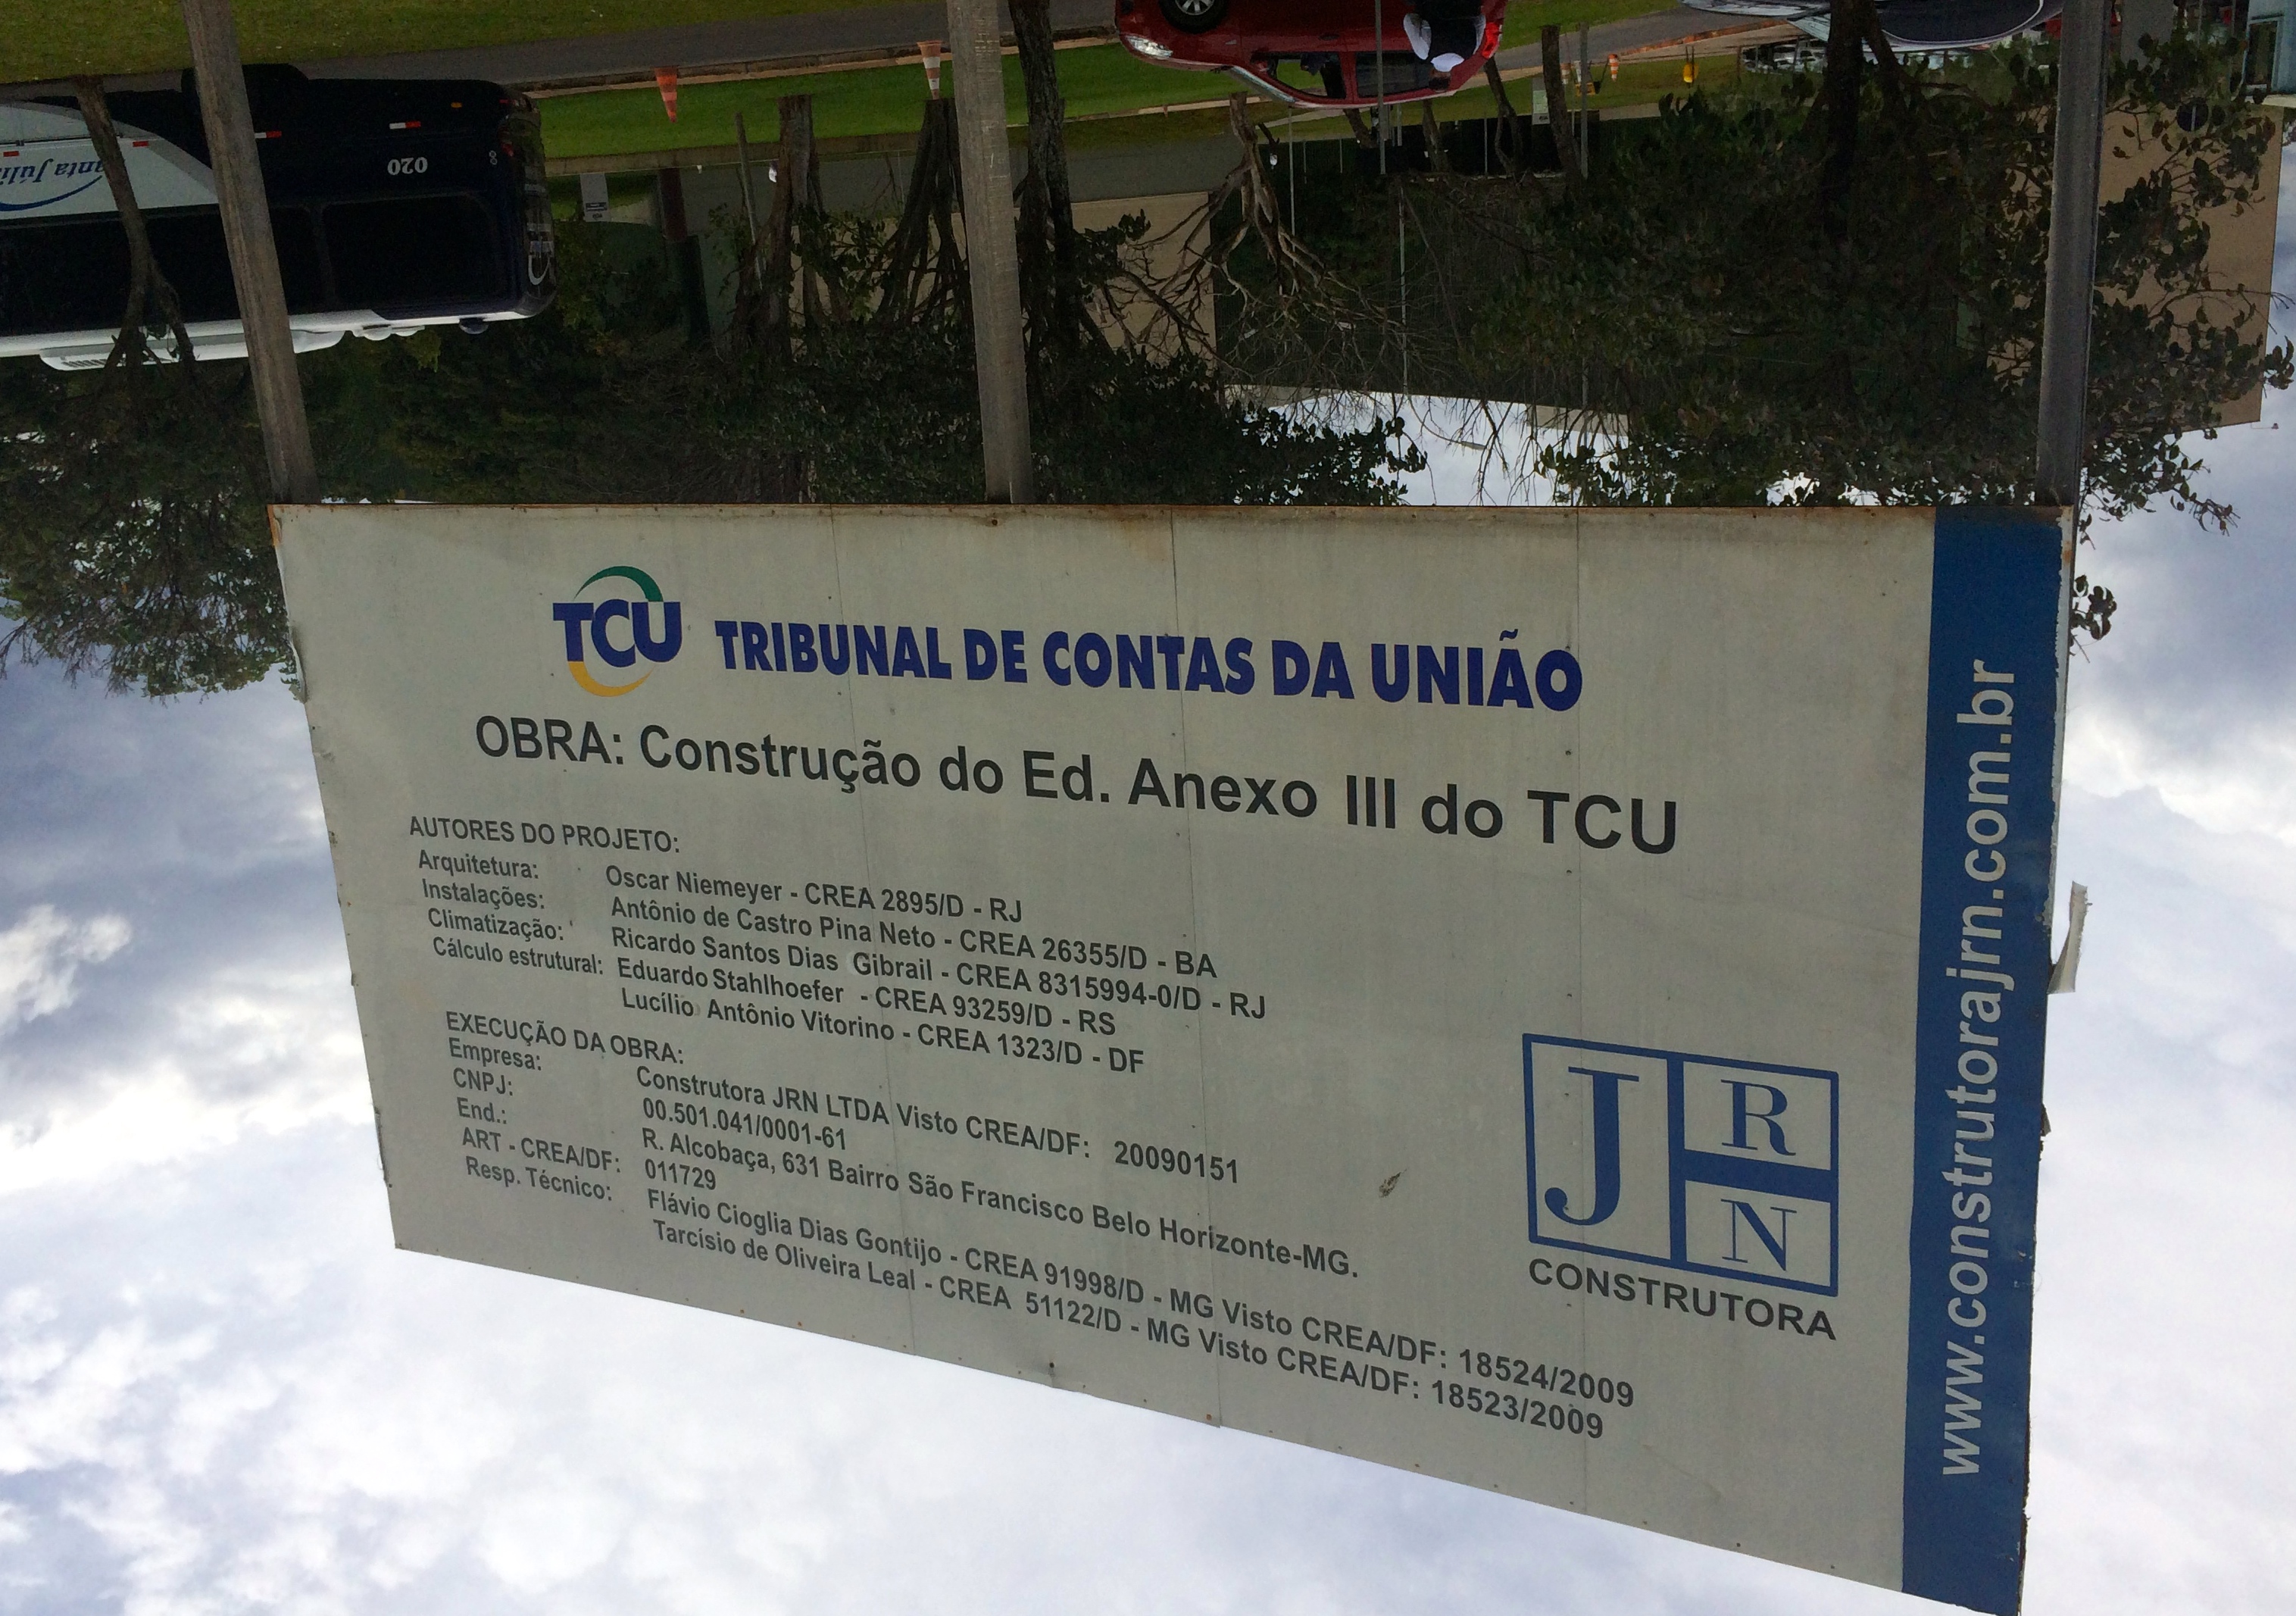 TCU TRIBUNAL DE CONTAS DA UNIÃO
OBRA: Construção do Ed. Anexo III do TCU
AUTORES DO PROJETO:
Arquitetura: Oscar Niemeyer - CREA 2895/D - RJ
Instalações: Antônio de Castro Pina Neto - CREA 26355/D - BA
Climatização: Ricardo Santos Dias Gibrail - CREA 8315994-0/D - RJ
Cálculo estrutural: Eduardo Stahlhoefer - CREA 93259/D - RS
Lucílio Antônio Vitorino - CREA 1323/D - DF
EXECUÇÃO DA OBRA:
Empresa: Construtora JRN LTDA Visto CREA/DF: 20090151
CNPJ: 00.501.041/0001-61
End.: R. Alcobaça, 631 Bairro São Francisco Belo Horizonte-MG.
ART - CREA/DF: 011729
Resp. Técnico: Flávio Cioglia Dias Gontijo - CREA 91998/D - MG Visto CREA/DF: 18524/2009
Tarcísio de Oliveira Leal - CREA 51122/D - MG Visto CREA/DF: 18523/2009
JRN
CONSTRUTORA
www.construtorajrn.com.br
020